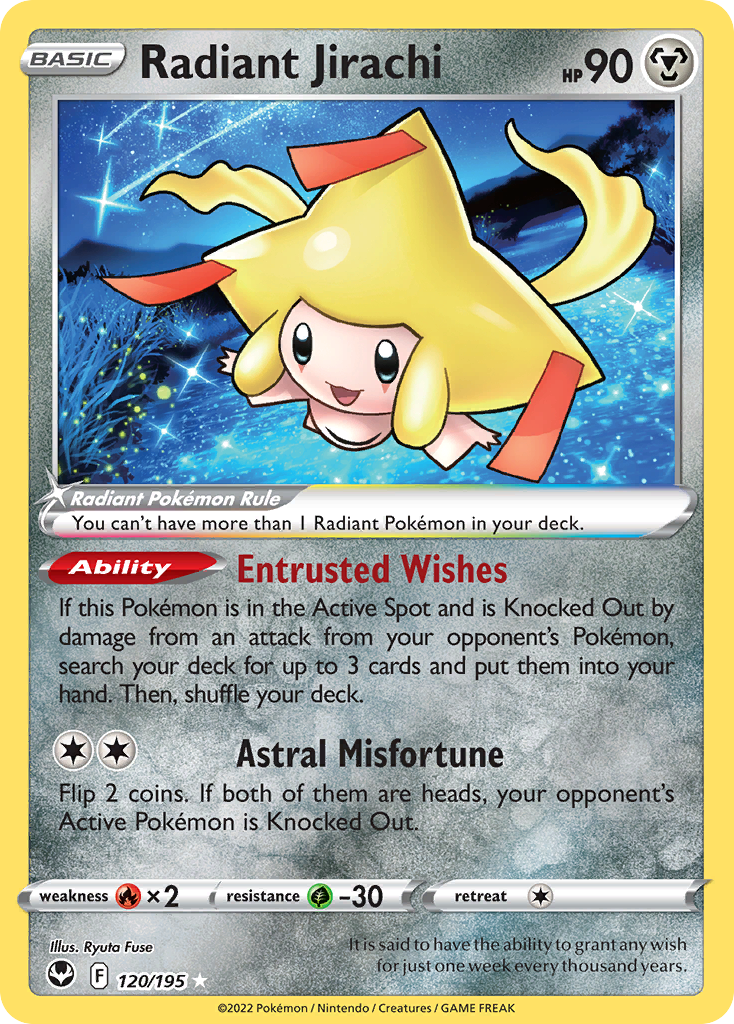 BASIC Radiant Jirachi HP 90
Radiant Pokémon Rule
You can't have more than 1 Radiant Pokémon in your deck.
Ability Entrusted Wishes
If this Pokémon is in the Active Spot and is Knocked Out by
damage from an attack from your opponent's Pokémon,
search your deck for up to 3 cards and put them into your
hand. Then, shuffle your deck.
Astral Misfortune
Flip 2 coins. If both of them are heads, your opponent's
Active Pokémon is Knocked Out.
weakness ×2 resistance -30 retreat
Illus. Ryuta Fuse
It is said to have the ability to grant any wish
for just one week every thousand years.
F 120/195
©2022 Pokémon / Nintendo / Creatures / GAME FREAK